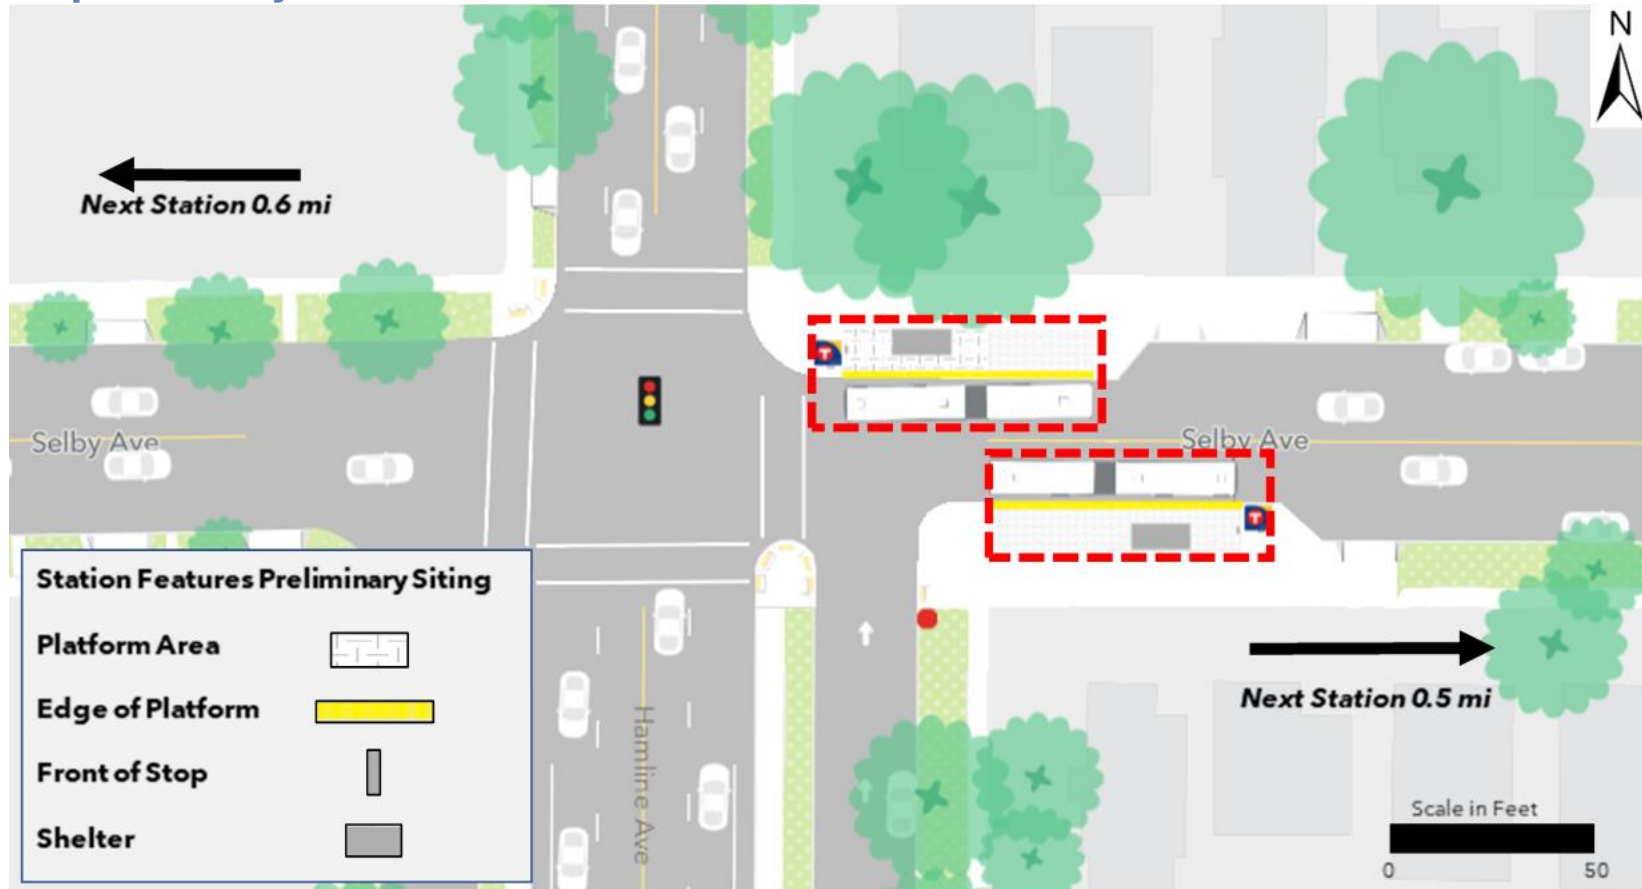 N
Next Station 0.6 mi
Selby Ave
Selby Ave
Station Features Preliminary Siting
Platform Area
Edge of Platform
Front of Stop
Shelter
Hamline Ave
T
T
Next Station 0.5 mi
Scale in Feet
0 50